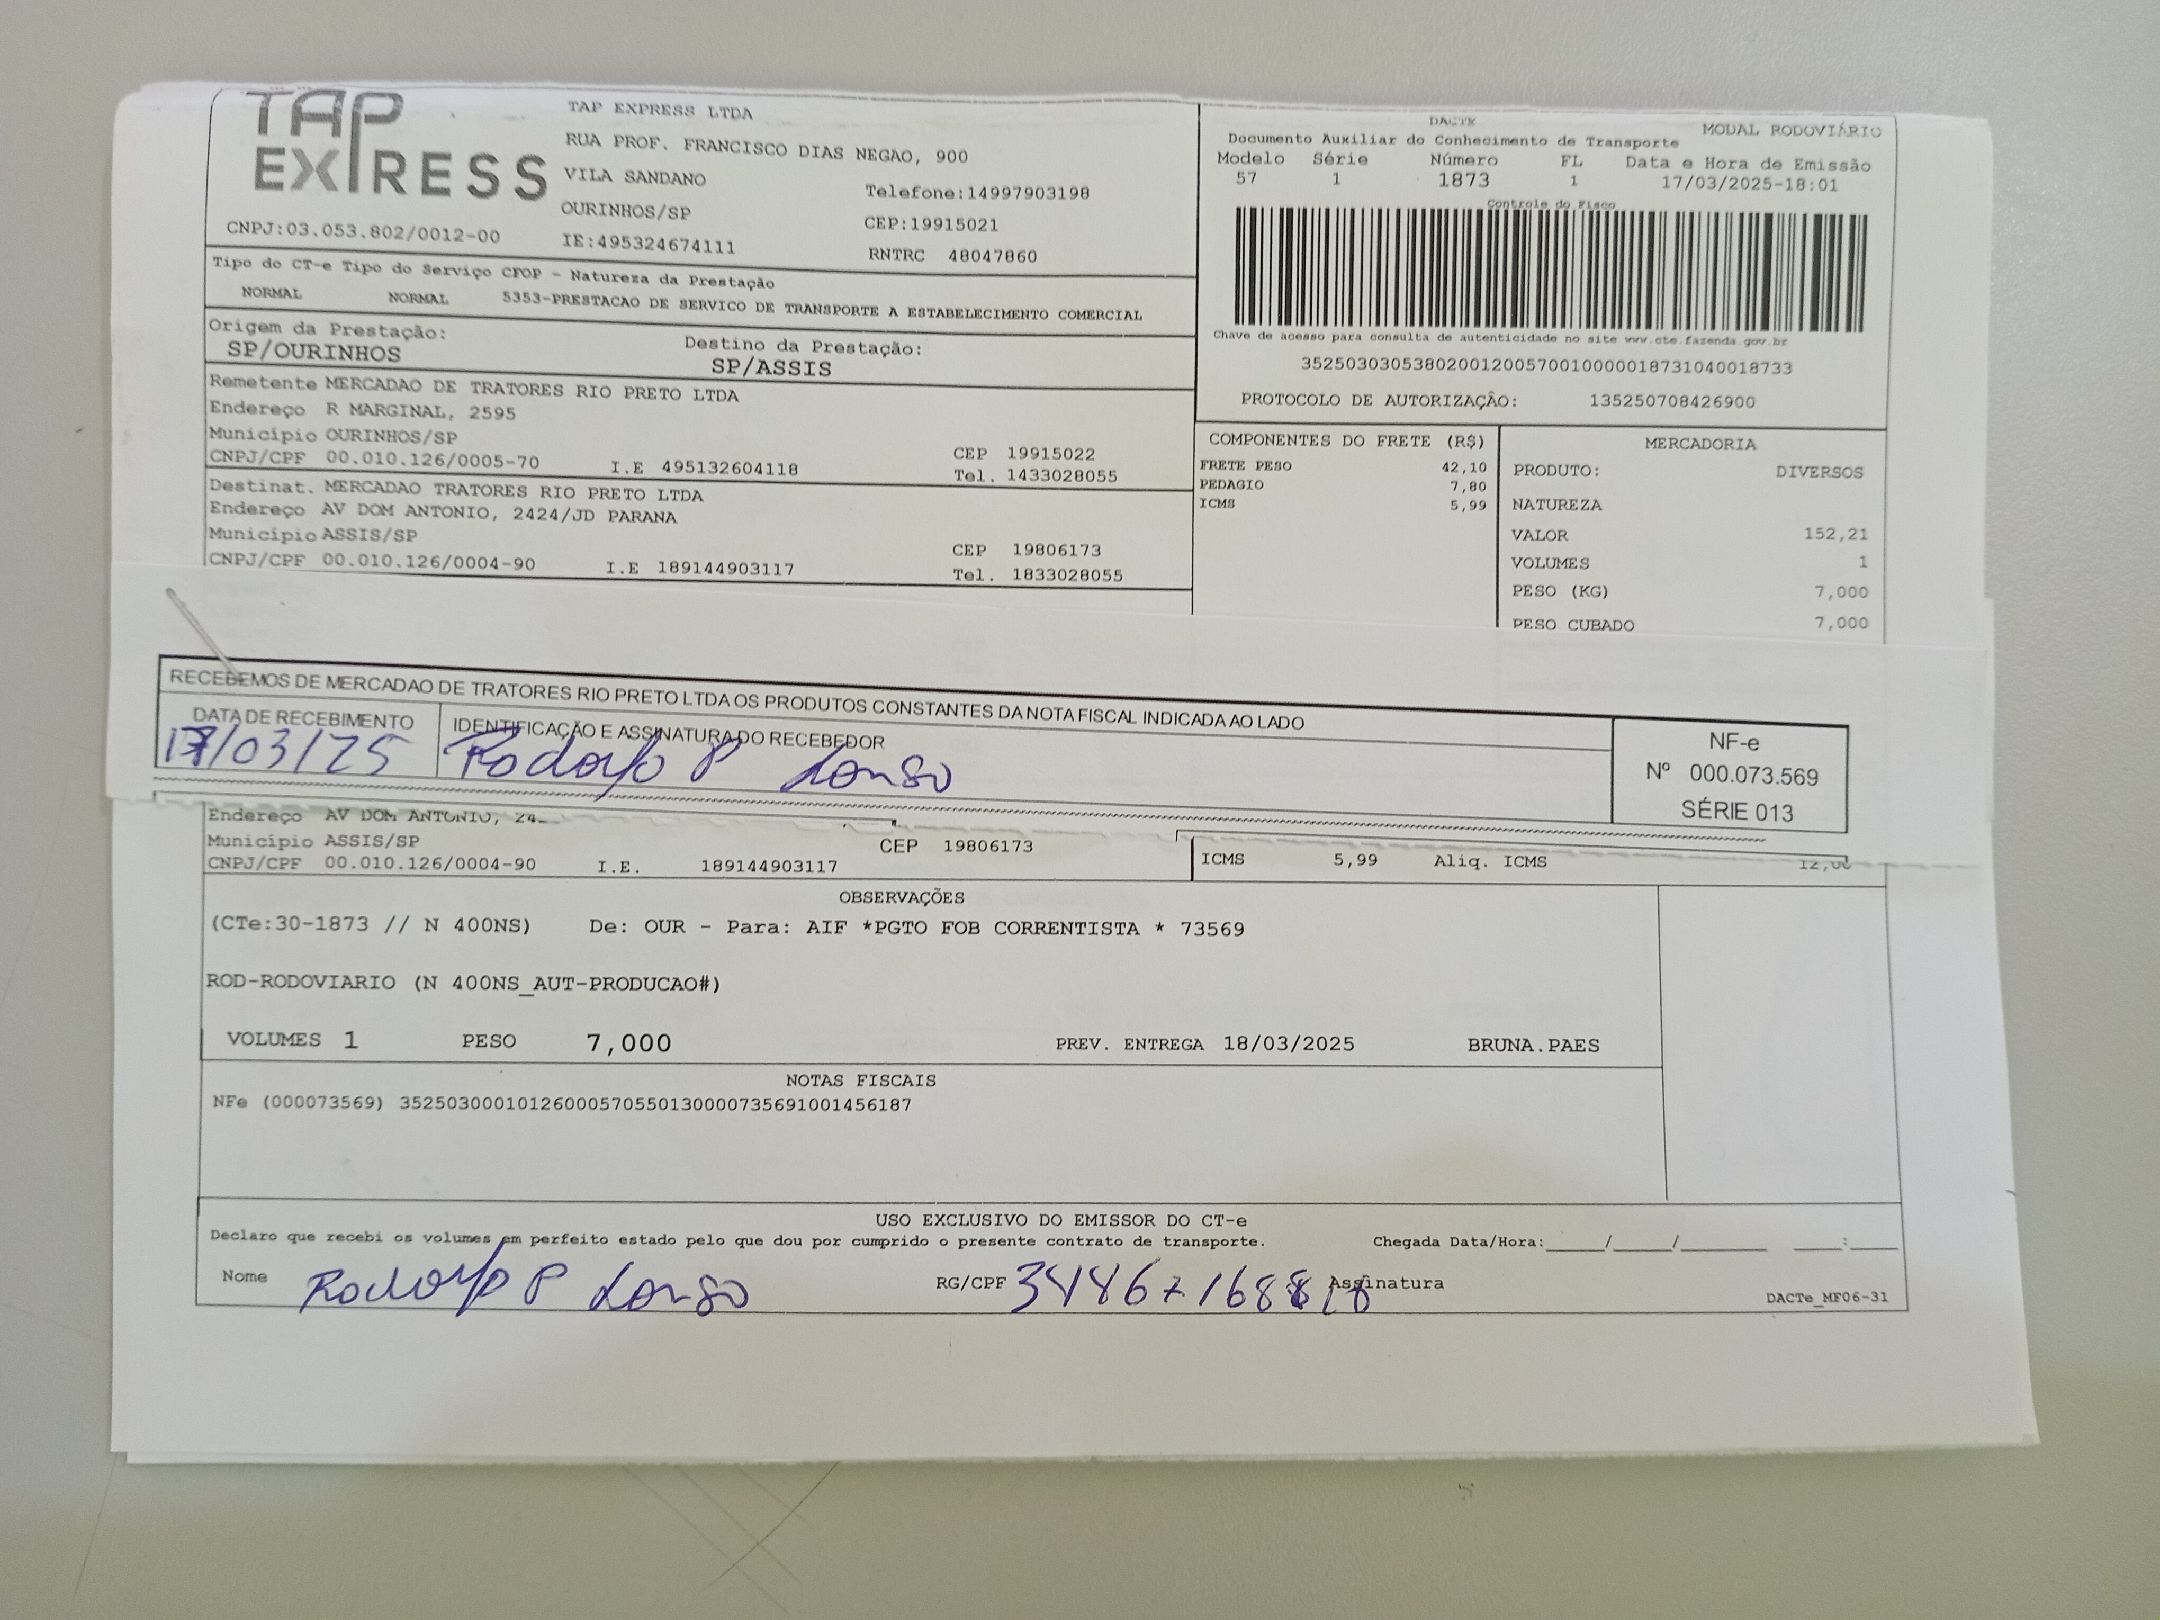 TAP EXPRESS
TAP EXPRESS LTDA
RUA PROF. FRANCISCO DIAS NEGAO, 900
VILA SANDANO
Telefone:14997903198
OURINHOS/SP
CEP:19915021
CNPJ:03.053.802/0012-00
IE:495324674111
RNTRC 48047860
DACTE
MODAL RODOVIÁRIO
Documento Auxiliar do Conhecimento de Transporte
Modelo Série Número FL Data e Hora de Emissão
57 1 1873 1 17/03/2025-18:01
Controle do Fisco
Chave de acesso para consulta de autenticidade no site www.cte.fazenda.gov.br
35250303053802001200570010000018731040018733
PROTOCOLO DE AUTORIZAÇÃO: 135250708426900
Tipo do CT-e Tipo do Serviço CFOP - Natureza da Prestação
NORMAL NORMAL 5353-PRESTACAO DE SERVICO DE TRANSPORTE A ESTABELECIMENTO COMERCIAL
Origem da Prestação: Destino da Prestação:
SP/OURINHOS SP/ASSIS
Remetente MERCADAO DE TRATORES RIO PRETO LTDA
Endereço R MARGINAL, 2595
Município OURINHOS/SP CEP 19915022
CNPJ/CPF 00.010.126/0005-70 I.E 495132604118 Tel. 1433028055
Destinat. MERCADAO TRATORES RIO PRETO LTDA
Endereço AV DOM ANTONIO, 2424/JD PARANA
Município ASSIS/SP CEP 19806173
CNPJ/CPF 00.010.126/0004-90 I.E 189144903117 Tel. 1833028055
COMPONENTES DO FRETE (R$)
FRETE PESO 42,10
PEDAGIO 7,80
ICMS 5,99
MERCADORIA
PRODUTO: DIVERSOS
NATUREZA
VALOR 152,21
VOLUMES 1
PESO (KG) 7,000
PESO CUBADO 7,000
RECEBEMOS DE MERCADAO DE TRATORES RIO PRETO LTDA OS PRODUTOS CONSTANTES DA NOTA FISCAL INDICADA AO LADO
DATA DE RECEBIMENTO IDENTIFICAÇÃO E ASSINATURA DO RECEBEDOR
17/03/25 Rodolfo P Lonso
NF-e
Nº 000.073.569
SÉRIE 013
Endereço AV DOM ANTONIO,
Município ASSIS/SP CEP 19806173
CNPJ/CPF 00.010.126/0004-90 I.E. 189144903117
ICMS 5,99 Aliq. ICMS 12,00
OBSERVAÇÕES
(CTe:30-1873 // N 400NS) De: OUR - Para: AIF *PGTO FOB CORRENTISTA * 73569
ROD-RODOVIARIO (N 400NS_AUT-PRODUCAO#)
VOLUMES 1 PESO 7,000 PREV. ENTREGA 18/03/2025 BRUNA.PAES
NOTAS FISCAIS
NFe (000073569) 35250300010126000570550130000735691001456187
USO EXCLUSIVO DO EMISSOR DO CT-e
Declaro que recebi os volumes em perfeito estado pelo que dou por cumprido o presente contrato de transporte. Chegada Data/Hora:_____/_____/_______ ____:____
Nome Rodolfo P Lonso RG/CPF Assinatura
DACTe_MF06-31